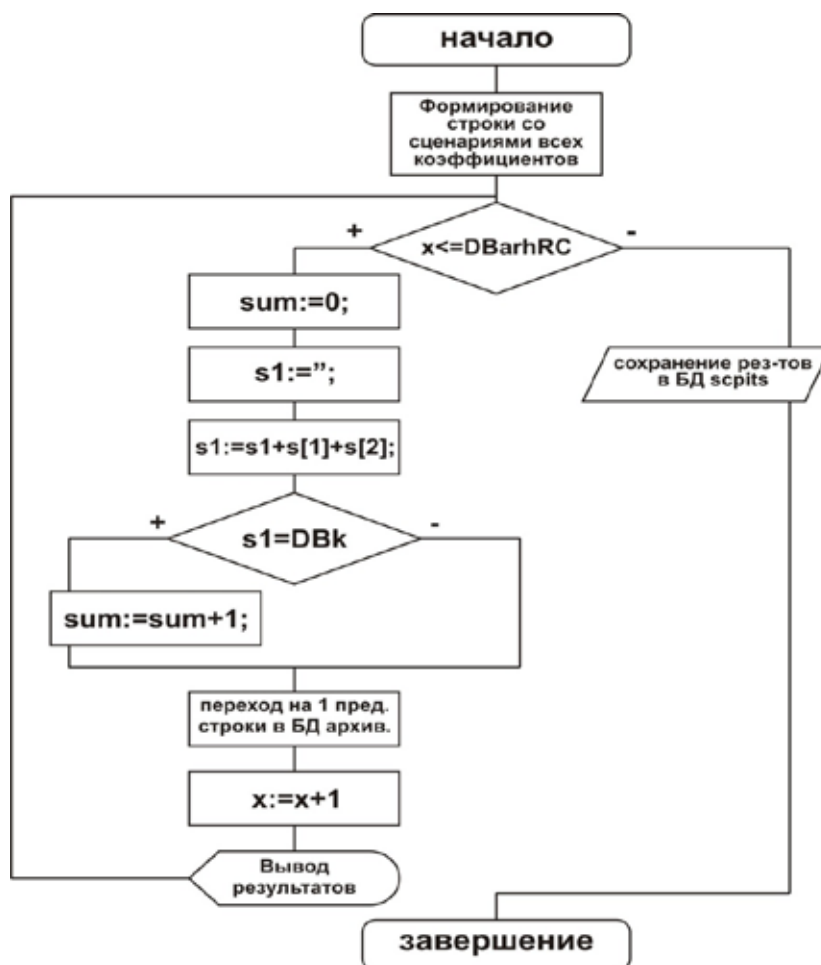 начало
Формирование
строки со
сценариями всех
коэффициентов
+
-
x<=DBarhRC
sum:=0;
s1:=”;
сохранение рез-тов
в БД scpits
s1:=s1+s[1]+s[2];
+
-
s1=DBk
sum:=sum+1;
переход на 1 пред.
строки в БД архив.
x:=x+1
Вывод
результатов
завершение